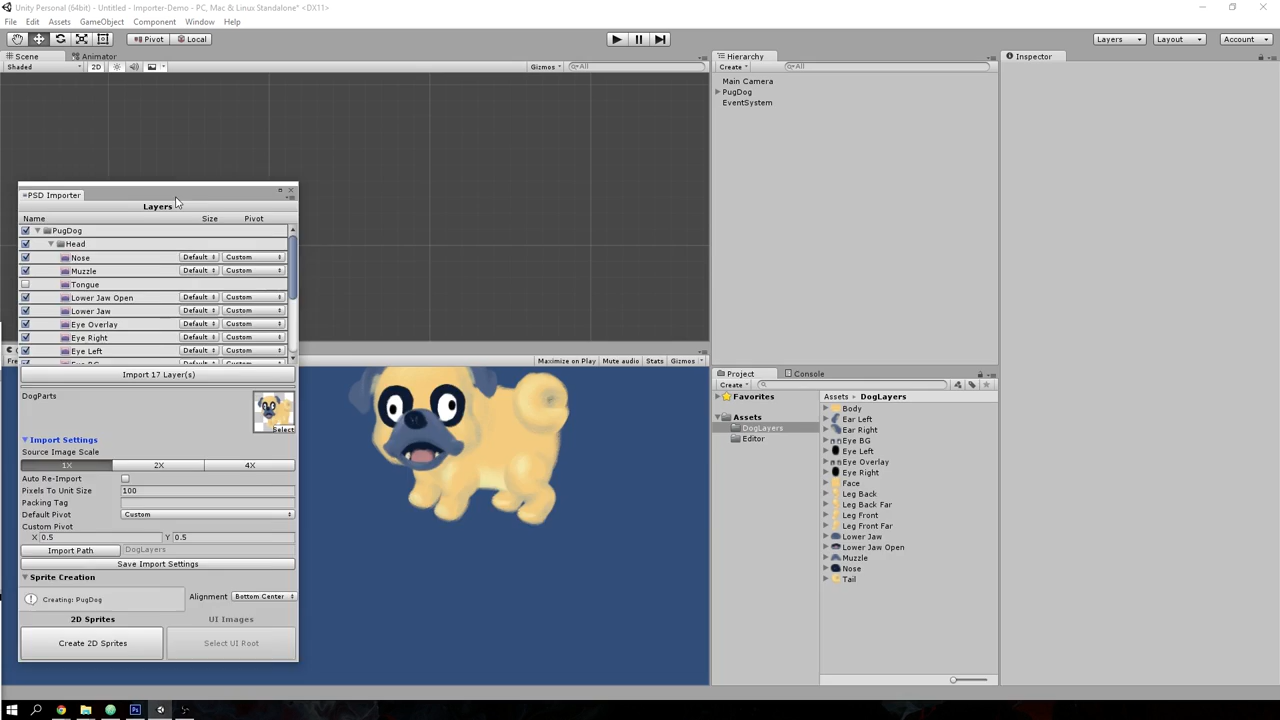 Unity Personal (64bit) - Untitled - Importer-Demo - PC, Mac & Linux Standalone* <DX11>
File Edit Assets GameObject Component Window Help
Pivot Local Layers Layout Account
Scene Animator Hierarchy Inspector
Shaded 2D Gizmos All Create All
Main Camera
PugDog
EventSystem
PSD Importer
Layers
Name Size Pivot
PugDog
Head
Nose Default Custom
Muzzle Default Custom
Tongue
Lower Jaw Open Default Custom
Lower Jaw Default Custom
Eye Overlay Default Custom
Eye Right Default Custom
Eye Left Default Custom
Import 17 Layer(s)
DogParts
Select
Import Settings
Source Image Scale
1X 2X 4X
Auto Re-Import
Pixels To Unit Size 100
Packing Tag
Default Pivot Custom
Custom Pivot
X 0.5 Y 0.5
Import Path DogLayers
Save Import Settings
Sprite Creation
Creating: PugDog Alignment Bottom Center
2D Sprites UI Images
Create 2D Sprites Select UI Root
Maximize on Play Mute audio Stats Gizmos
Project Console
Create
Favorites
Assets
DogLayers
Editor
Assets DogLayers
Body
Ear Left
Ear Right
Eye BG
Eye Left
Eye Overlay
Eye Right
Face
Leg Back
Leg Back Far
Leg Front
Leg Front Far
Lower Jaw
Lower Jaw Open
Muzzle
Nose
Tail